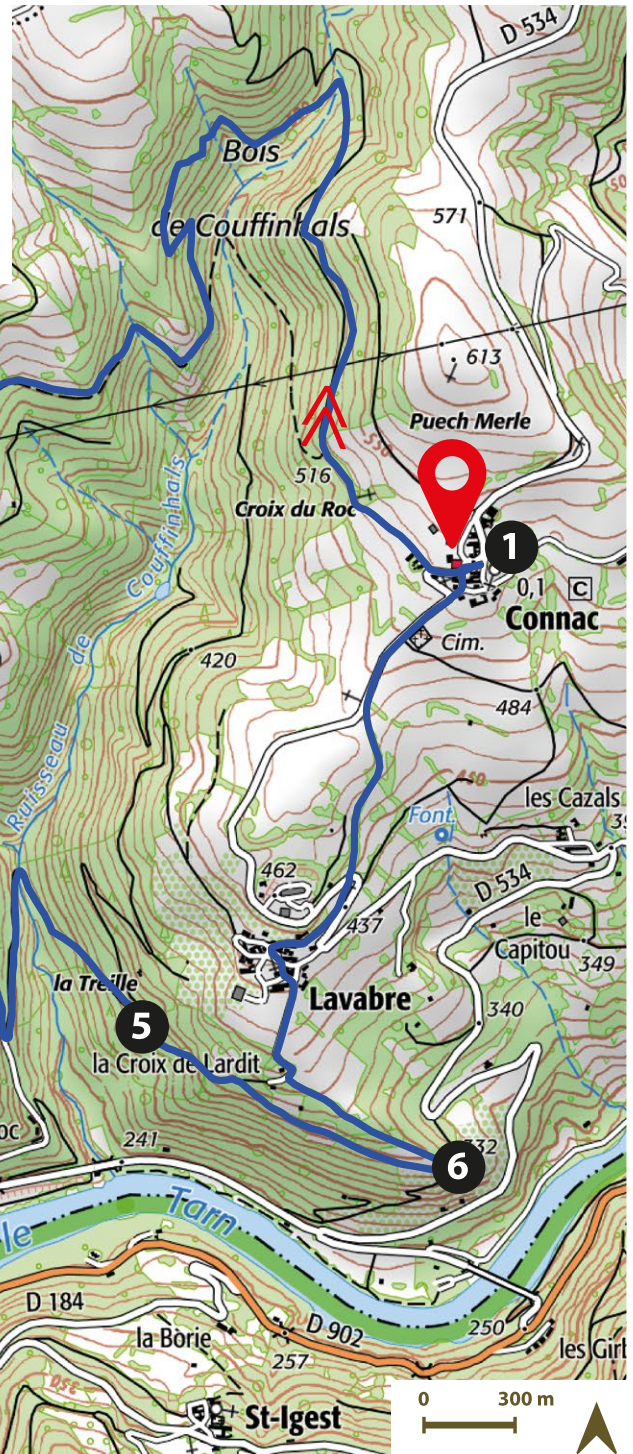 D 534
Bois
de Couffinhals
571
613
Puech Merle
550
516
Croix du Roc
1
0,1
C
Connac
Cim.
Ruisseau de Couffinhals
420
484
450
les Cazals
Font.
462
D 534
437
le
Capitou
349
la Treille
Lavabre
340
5
la Croix de Lardit
332
6
241
Tarn
le
D 184
la Borie
D 902
250
257
les Girb
350
St-Igest
0
300 m